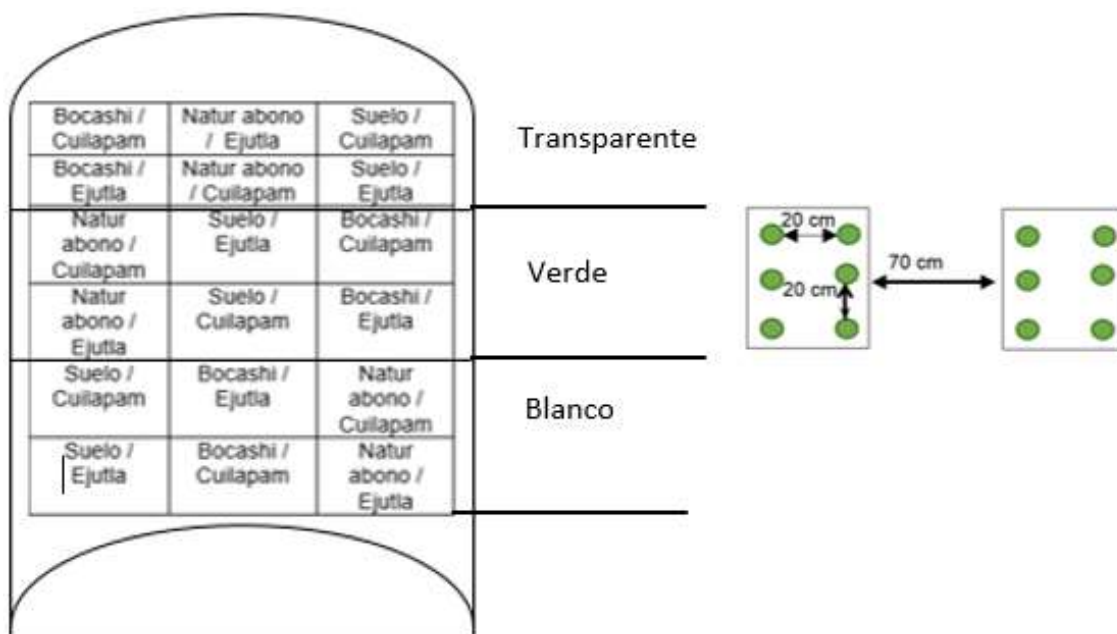 Bocashi /
Cuilapam
Natur abono
/ Ejutla
Suelo /
Cuilapam
Bocashi /
Ejutla
Natur abono
/ Cuilapam
Suelo /
Ejutla
Transparente
Natur
abono /
Cuilapam
Suelo /
Ejutla
Bocashi /
Cuilapam
Natur
abono /
Ejutla
Suelo /
Cuilapam
Bocashi /
Ejutla
Verde
Suelo /
Cuilapam
Bocashi /
Ejutla
Natur
abono /
Cuilapam
Suelo /
Ejutla
Bocashi /
Cuilapam
Natur
abono /
Ejutla
Blanco
20 cm
20 cm
70 cm